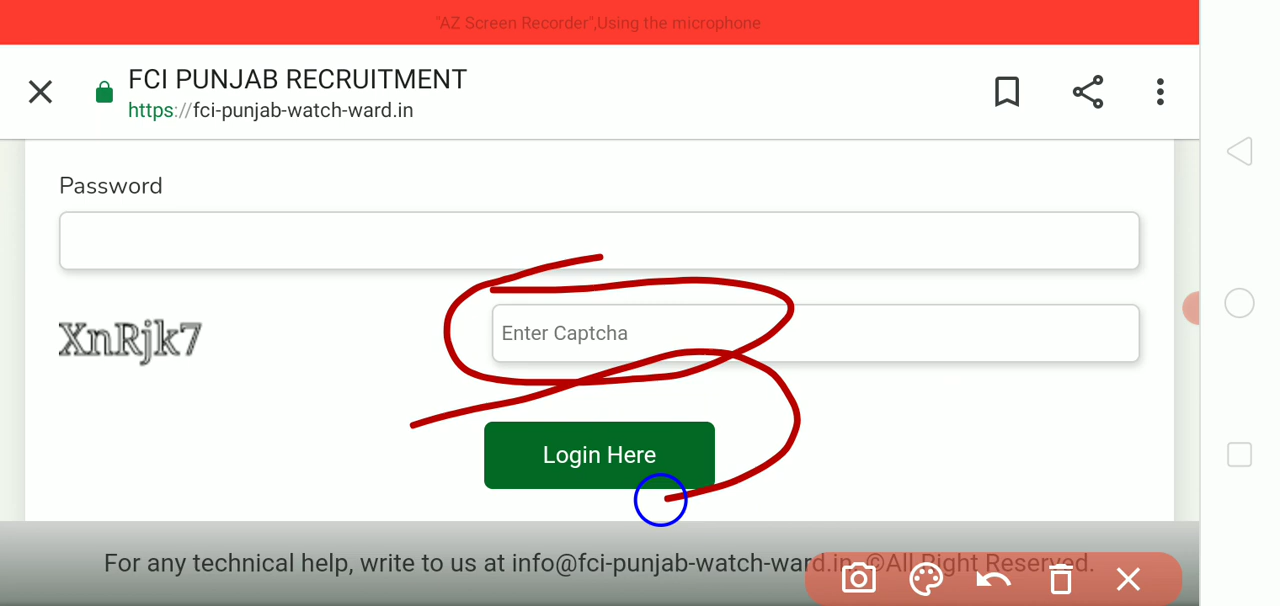 "AZ Screen Recorder",Using the microphone
FCI PUNJAB RECRUITMENT
https://fci-punjab-watch-ward.in
Password
XnRjk7
Enter Captcha
Login Here
For any technical help, write to us at info@fci-punjab-watch-ward.in. ©All Right Reserved.